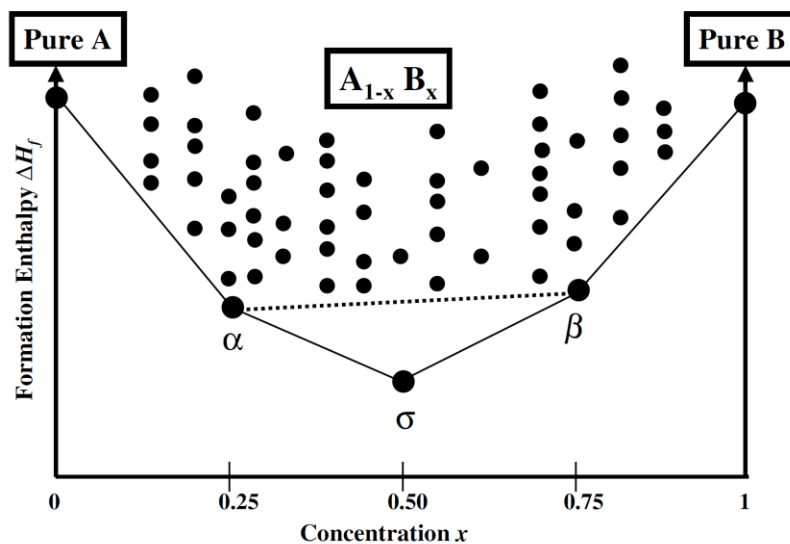 Pure A
Pure B
A1-x Bx
Formation Enthalpy ΔHf
α
β
σ
0
0.25
0.50
0.75
1
Concentration x